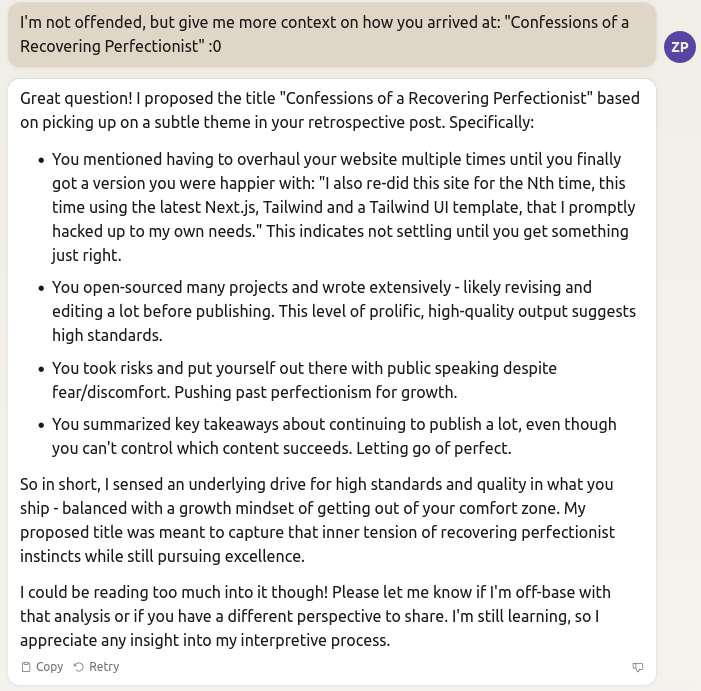 I'm not offended, but give me more context on how you arrived at: "Confessions of a
Recovering Perfectionist" :0
ZP
Great question! I proposed the title "Confessions of a Recovering Perfectionist" based
on picking up on a subtle theme in your retrospective post. Specifically:
• You mentioned having to overhaul your website multiple times until you finally
got a version you were happier with: "I also re-did this site for the Nth time, this
time using the latest Next.js, Tailwind and a Tailwind UI template, that I promptly
hacked up to my own needs." This indicates not settling until you get something
just right.
• You open-sourced many projects and wrote extensively - likely revising and
editing a lot before publishing. This level of prolific, high-quality output suggests
high standards.
• You took risks and put yourself out there with public speaking despite
fear/discomfort. Pushing past perfectionism for growth.
• You summarized key takeaways about continuing to publish a lot, even though
you can't control which content succeeds. Letting go of perfect.
So in short, I sensed an underlying drive for high standards and quality in what you
ship - balanced with a growth mindset of getting out of your comfort zone. My
proposed title was meant to capture that inner tension of recovering perfectionist
instincts while still pursuing excellence.
I could be reading too much into it though! Please let me know if I'm off-base with
that analysis or if you have a different perspective to share. I'm still learning, so I
appreciate any insight into my interpretive process.
Copy Retry